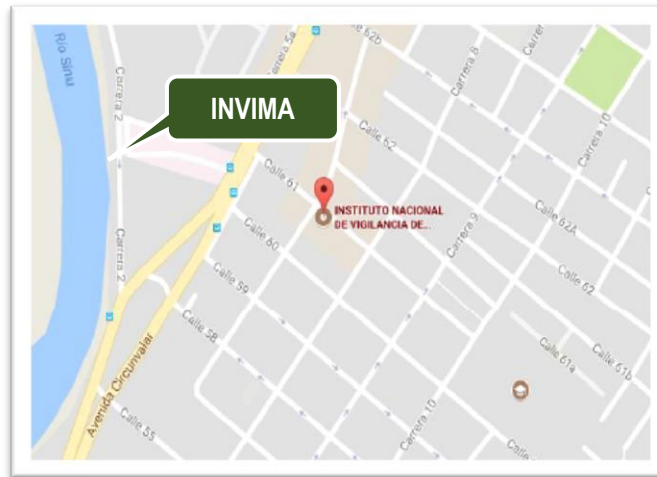 Río Sinú
Carrera 2
INVIMA
Carrera 5a
Calle 62b
Carrera 8
Carrera 10
Calle 62
Calle 61
INSTITUTO NACIONAL
DE VIGILANCIA DE...
Carrera 9
Calle 62A
Carrera 2
Calle 60
Calle 59
Calle 62
Calle 58
Calle 61a
Calle 61b
Avenida Circunvalar
Calle 55
Carrera 10